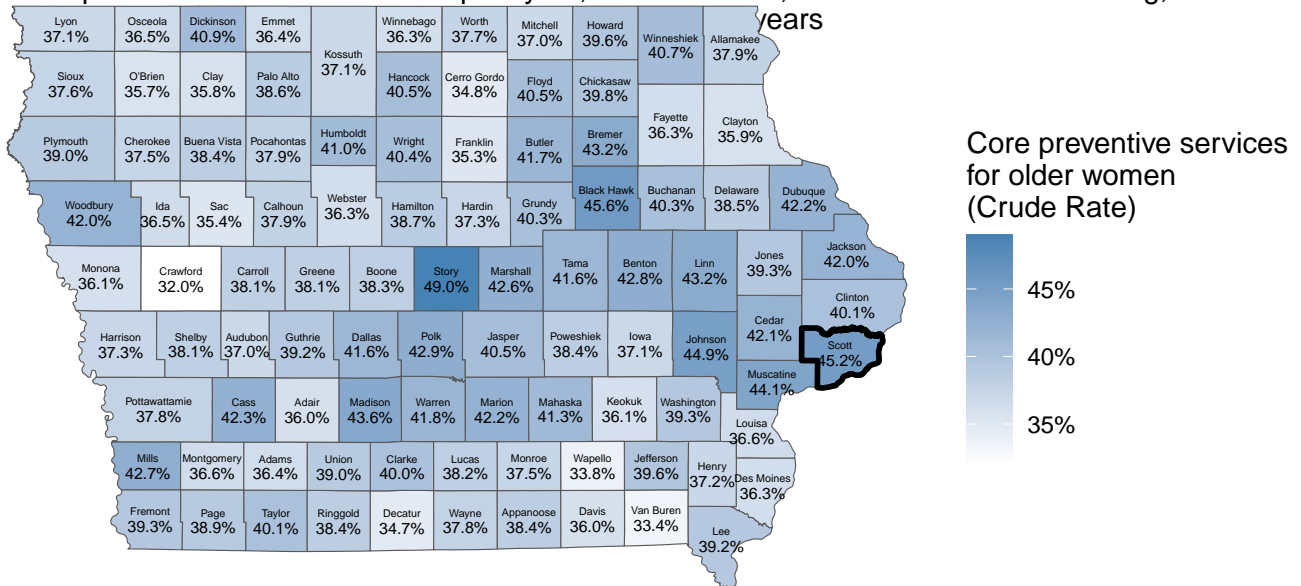 years
Lyon Osceola Dickinson Emmet Winnebago Worth Mitchell Howard Winneshiek Allamakee
37.1% 36.5% 40.9% 36.4% 36.3% 37.7% 37.0% 39.6% 40.7% 37.9%
Kossuth
37.1%
Sioux O'Brien Clay Palo Alto Hancock Cerro Gordo Floyd Chickasaw
37.6% 35.7% 35.8% 38.6% 40.5% 34.8% 40.5% 39.8%
Fayette Clayton
36.3% 35.9%
Plymouth Cherokee Buena Vista Pocahontas Humboldt Wright Franklin Butler Bremer
39.0% 37.5% 38.4% 37.9% 41.0% 40.4% 35.3% 41.7% 43.2%
Woodbury Ida Sac Calhoun Webster Hamilton Hardin Grundy Black Hawk Buchanan Delaware Dubuque
42.0% 36.5% 35.4% 37.9% 36.3% 38.7% 37.3% 40.3% 45.6% 40.3% 38.5% 42.2%
Monona Crawford Carroll Greene Boone Story Marshall Tama Benton Linn Jones Jackson
36.1% 32.0% 38.1% 38.1% 38.3% 49.0% 42.6% 41.6% 42.8% 43.2% 39.3% 42.0%
Clinton
40.1%
Harrison Shelby Audubon Guthrie Dallas Polk Jasper Poweshiek Iowa Johnson Cedar Scott
37.3% 38.1% 37.0% 39.2% 41.6% 42.9% 40.5% 38.4% 37.1% 44.9% 42.1% 45.2%
Muscatine
44.1%
Pottawattamie Cass Adair Madison Warren Marion Mahaska Keokuk Washington
37.8% 42.3% 36.0% 43.6% 41.8% 42.2% 41.3% 36.1% 39.3%
Louisa
36.6%
Mills Montgomery Adams Union Clarke Lucas Monroe Wapello Jefferson Henry Des Moines
42.7% 36.6% 36.4% 39.0% 40.0% 38.2% 37.5% 33.8% 39.6% 37.2% 36.3%
Fremont Page Taylor Ringgold Decatur Wayne Appanoose Davis Van Buren Lee
39.3% 38.9% 40.1% 38.4% 34.7% 37.8% 38.4% 36.0% 33.4% 39.2%
Core preventive services
for older women
(Crude Rate)
45%
40%
35%